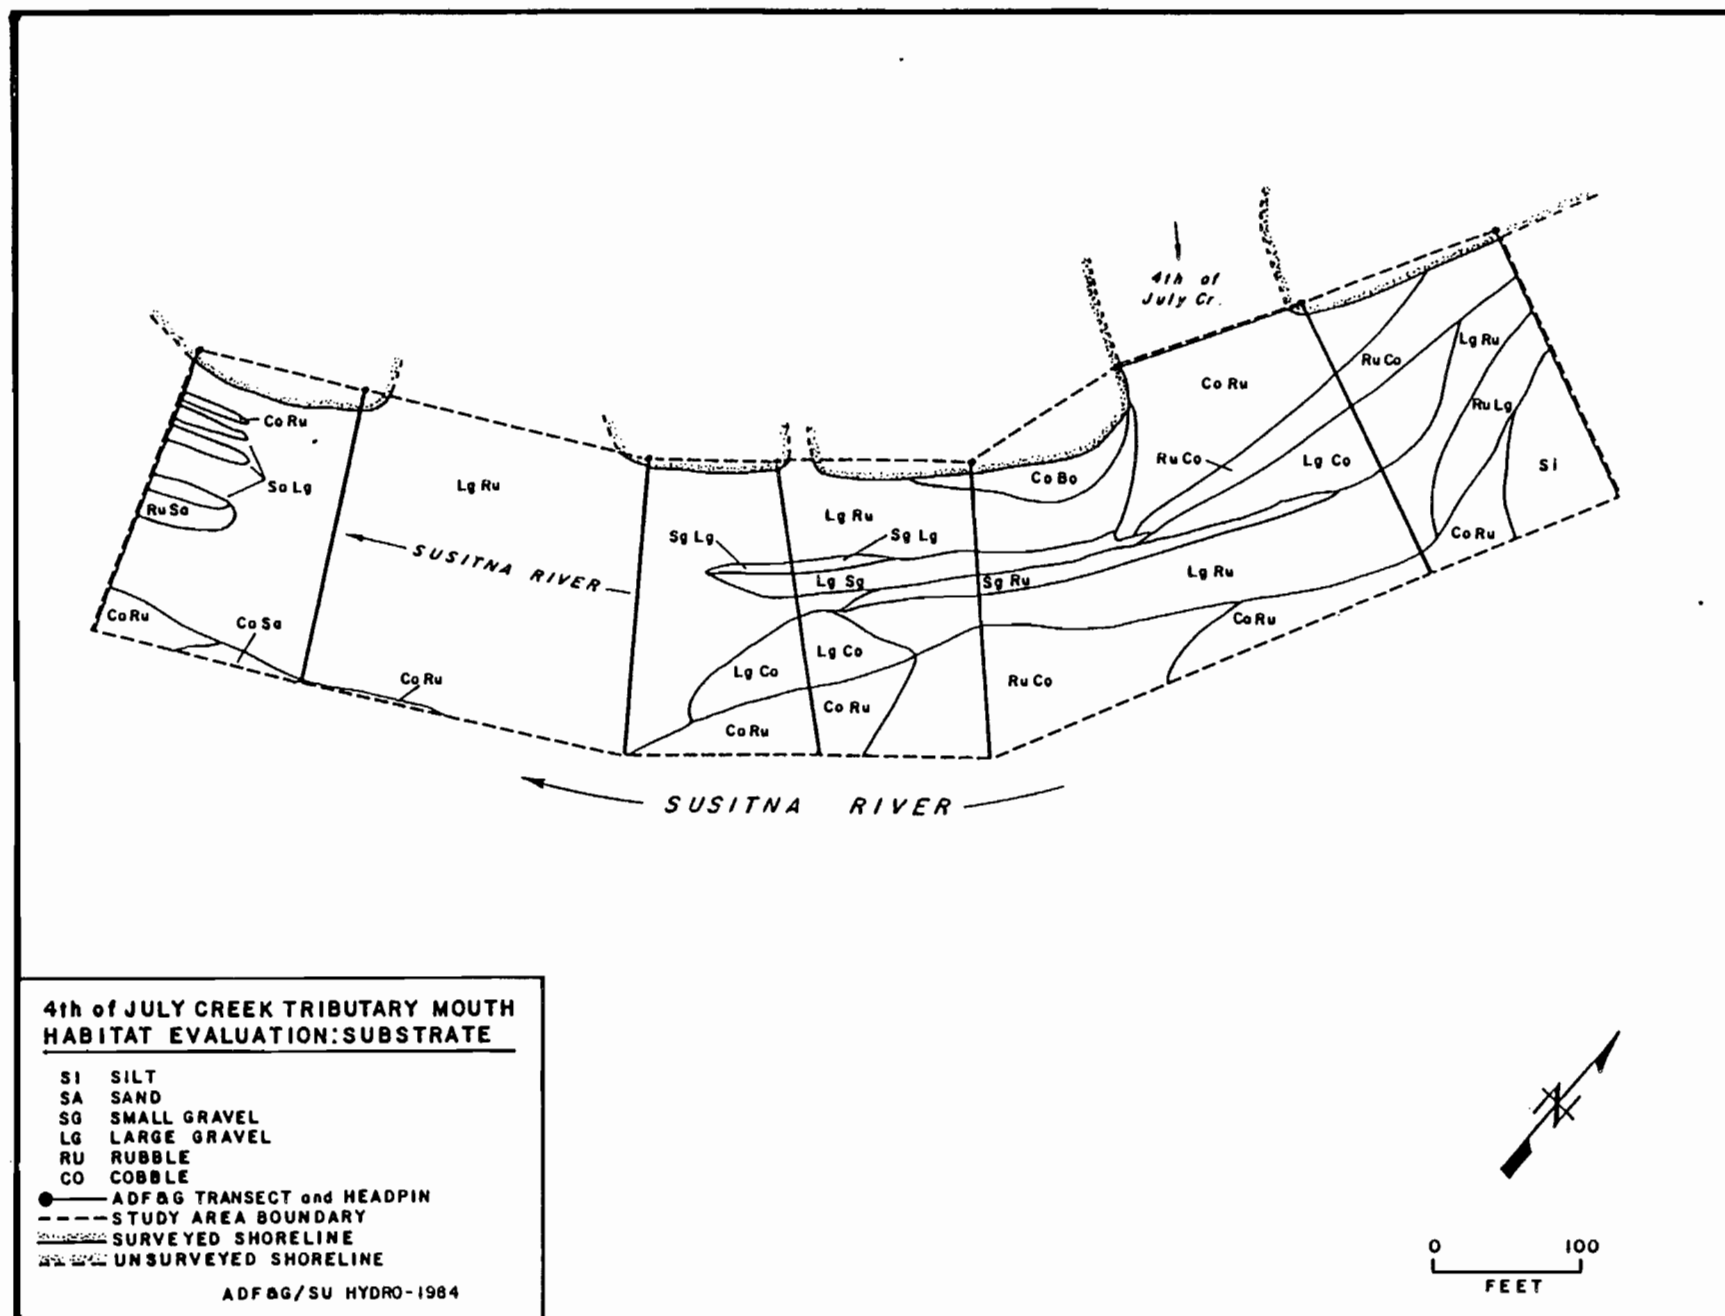 4th of
July Cr.
Co Ru
Ru Co
Lg Ru
Ru Lg
Si
Co Ru
Sa Lg
Ru Sa
Lg Ru
Co Bo
Ru Co
Lg Co
Lg Ru
Sg Lg
Sg Lg
SUSITNA RIVER
Lg Sg
Sg Ru
Lg Ru
Co Ru
Co Ru
Co Sa
Co Ru
Lg Co
Lg Co
Co Ru
Co Ru
Ru Co
Co Ru
Co Ru
SUSITNA RIVER
4th of JULY CREEK TRIBUTARY MOUTH
HABITAT EVALUATION: SUBSTRATE
SI SILT
SA SAND
SG SMALL GRAVEL
LG LARGE GRAVEL
RU RUBBLE
CO COBBLE
ADF&G TRANSECT and HEADPIN
STUDY AREA BOUNDARY
SURVEYED SHORELINE
UNSURVEYED SHORELINE
ADF&G/SU HYDRO-1984
N
0 100
FEET